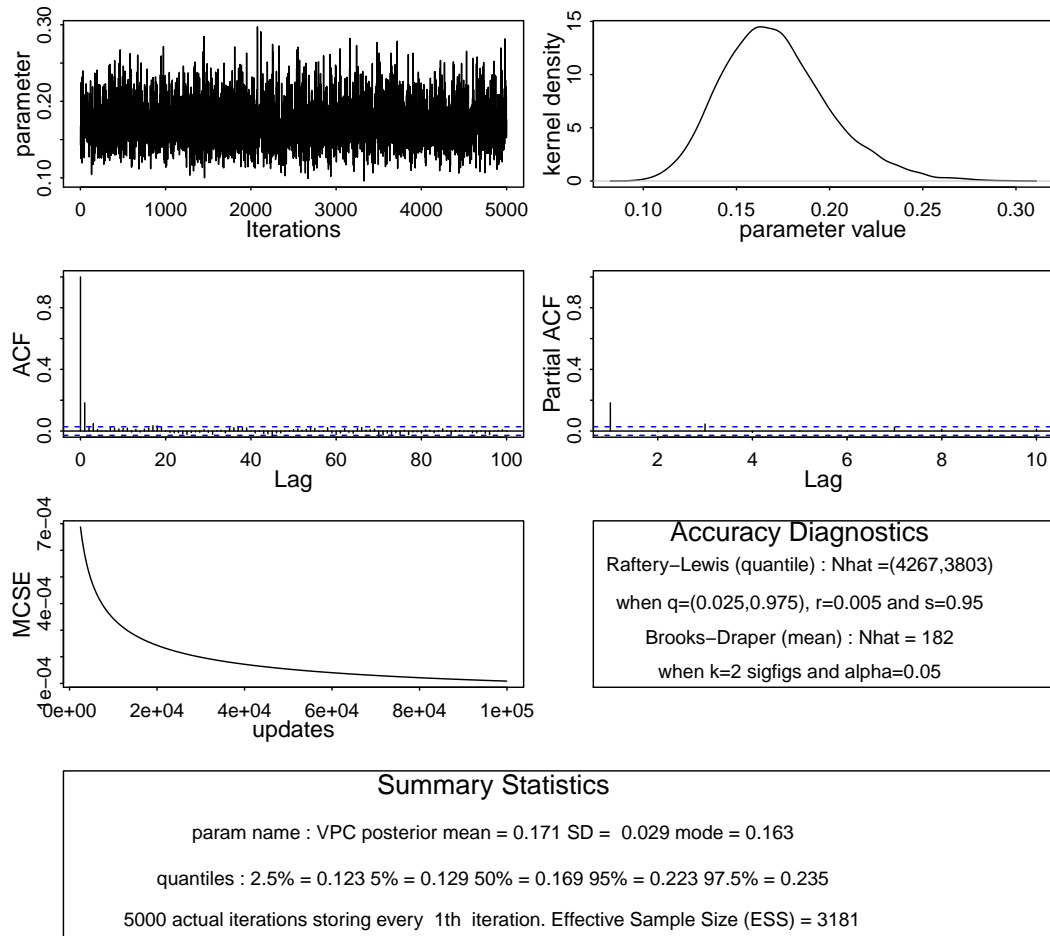 0.10 0.20 0.30
parameter
0 1000 2000 3000 4000 5000
Iterations
0 5 10 15
kernel density
0.10 0.15 0.20 0.25 0.30
parameter value
0.0 0.4 0.8
ACF
0 20 40 60 80 100
Lag
0.0 0.4 0.8
Partial ACF
2 4 6 8 10
Lag
1e−04 4e−04 7e−04
MCSE
0e+00 2e+04 4e+04 6e+04 8e+04 1e+05
updates
Accuracy Diagnostics
Raftery−Lewis (quantile) : Nhat =(4267,3803)
when q=(0.025,0.975), r=0.005 and s=0.95
Brooks−Draper (mean) : Nhat = 182
when k=2 sigfigs and alpha=0.05
Summary Statistics
param name : VPC posterior mean = 0.171 SD =  0.029 mode = 0.163
quantiles : 2.5% = 0.123 5% = 0.129 50% = 0.169 95% = 0.223 97.5% = 0.235
5000 actual iterations storing every  1th  iteration. Effective Sample Size (ESS) = 3181